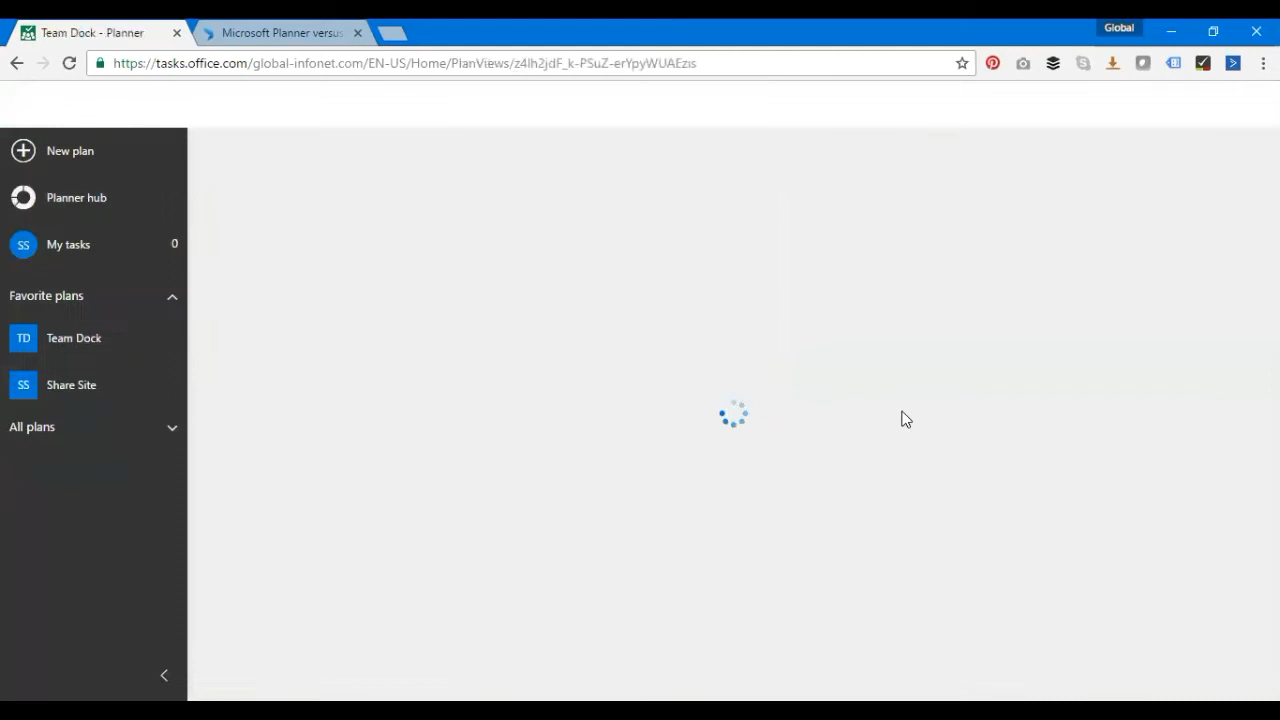 Team Dock - Planner
Microsoft Planner versus
Global
https://tasks.office.com/global-infonet.com/EN-US/Home/PlanViews/z4lh2jdF_k-PSuZ-erYpyWUAEzis
New plan
Planner hub
SS My tasks 0
Favorite plans
TD Team Dock
SS Share Site
All plans